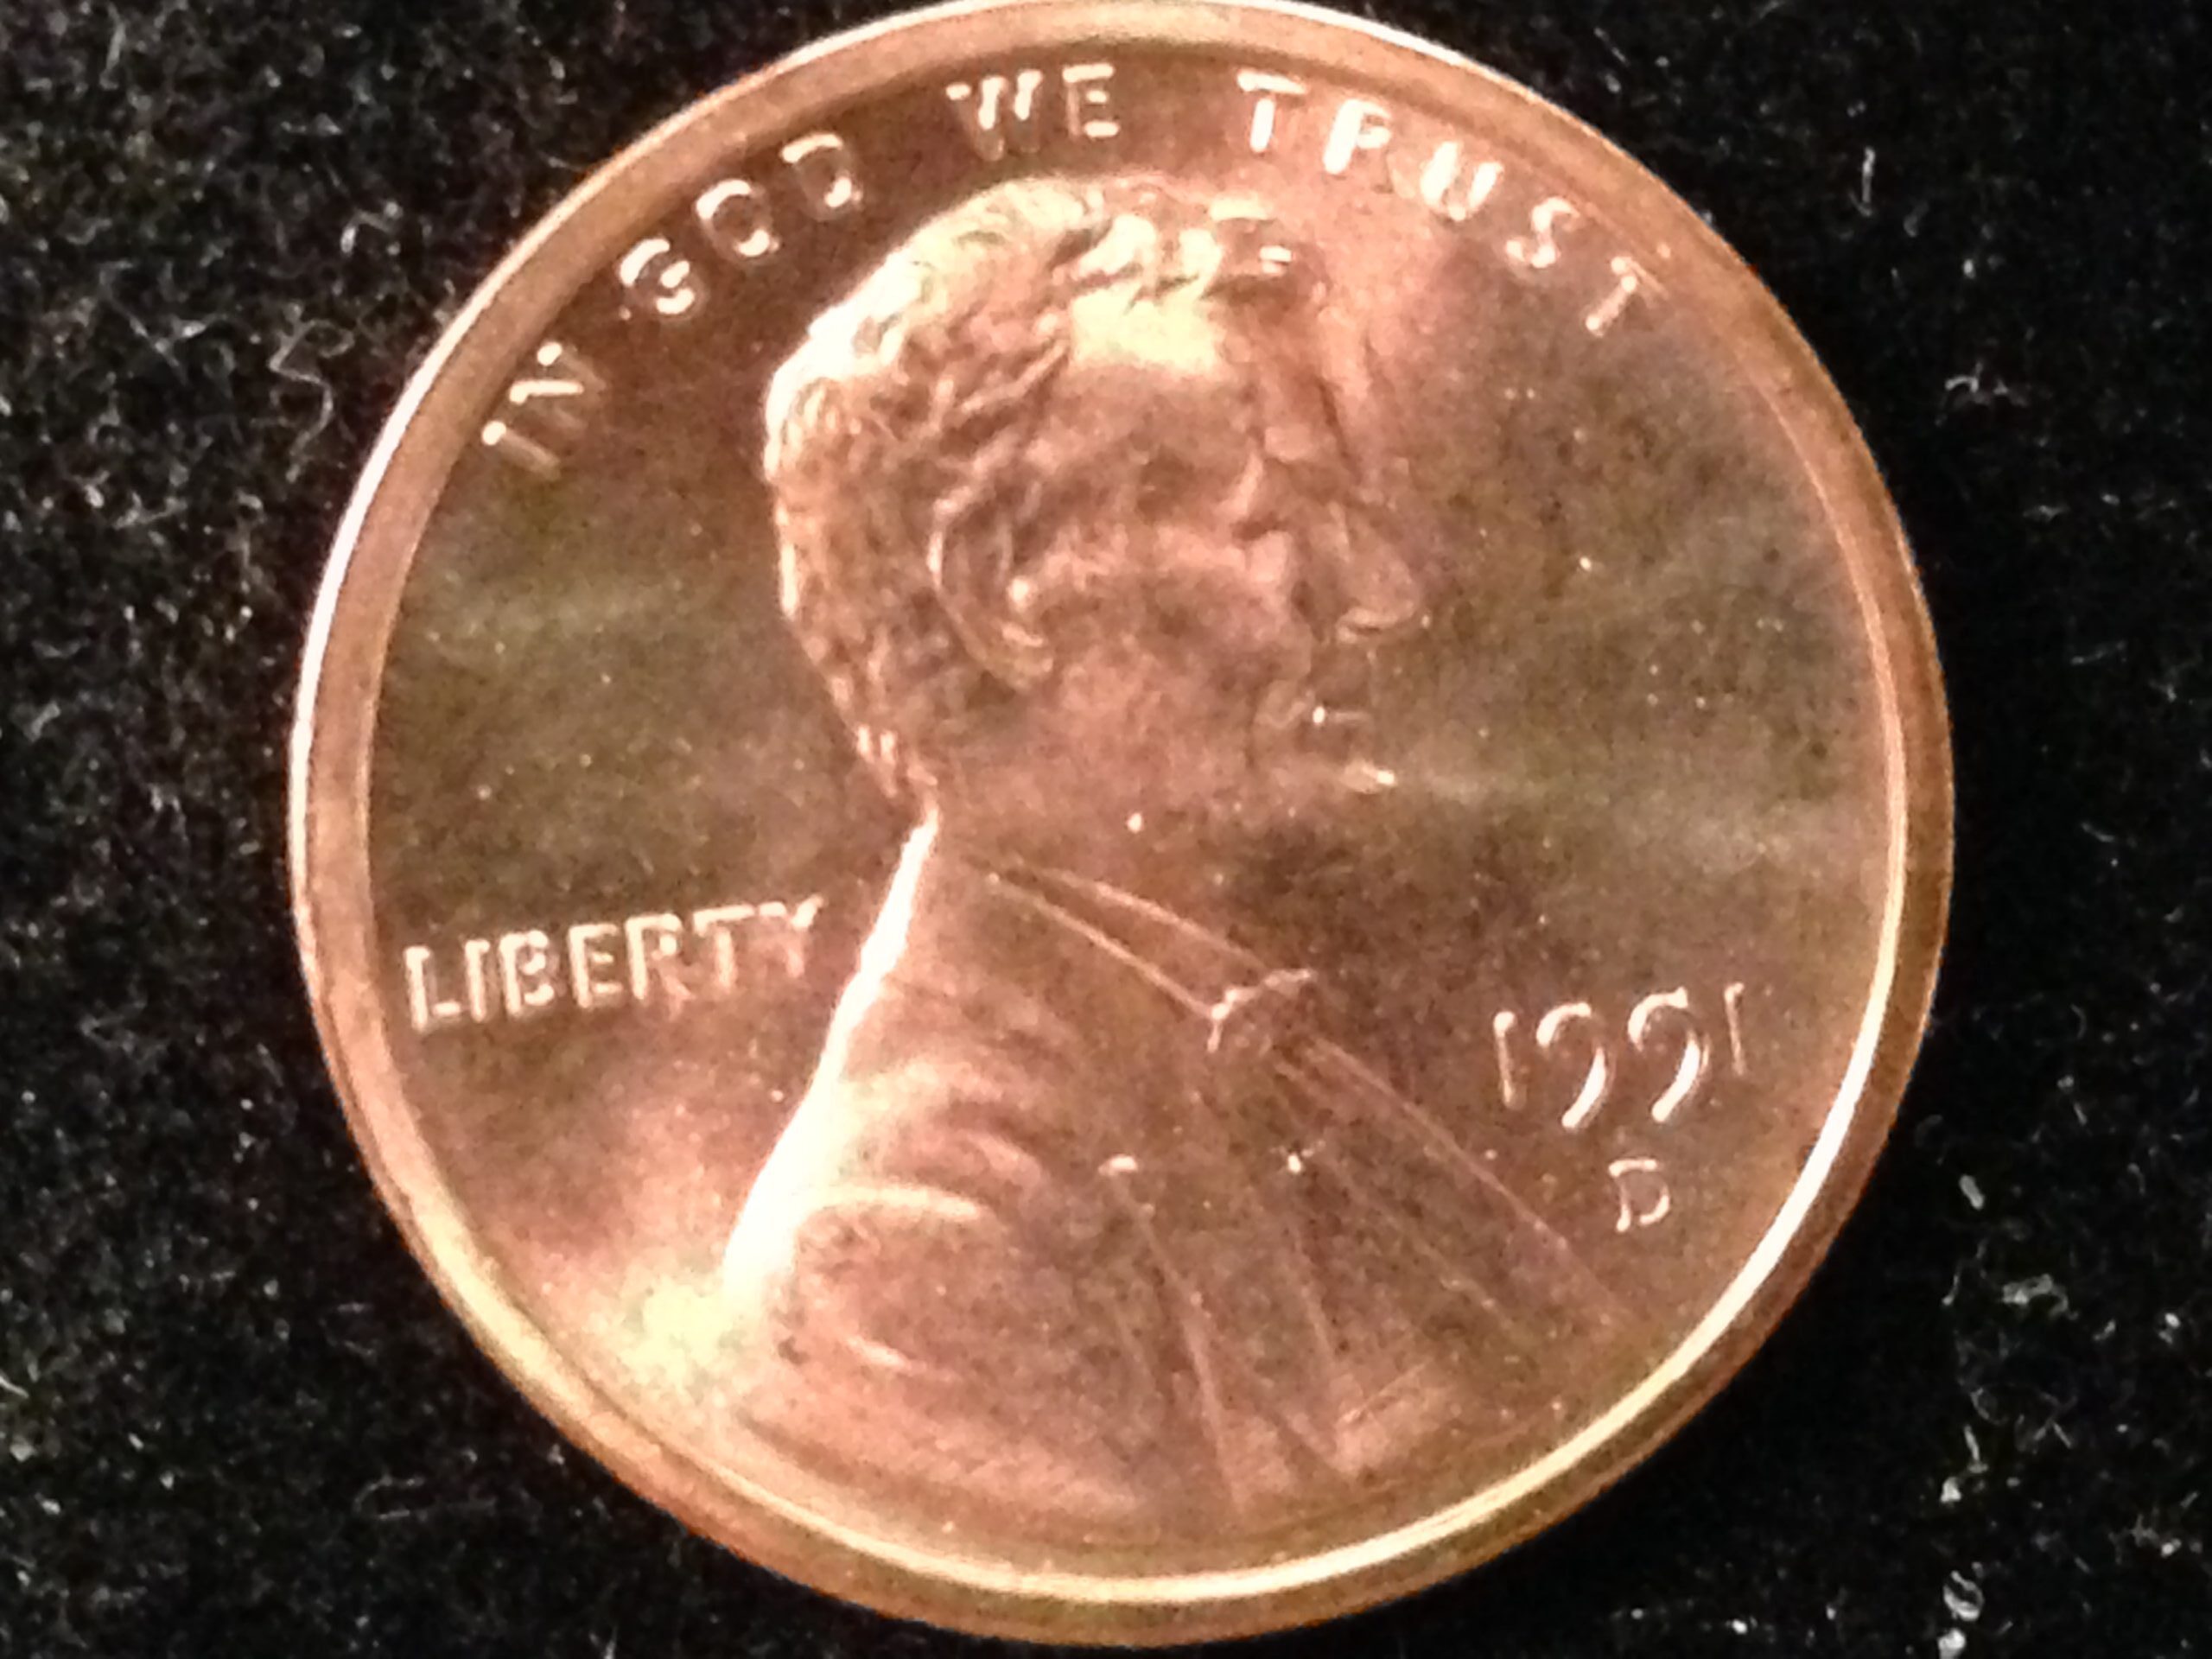 IN GOD WE TRUST
LIBERTY
1991
D